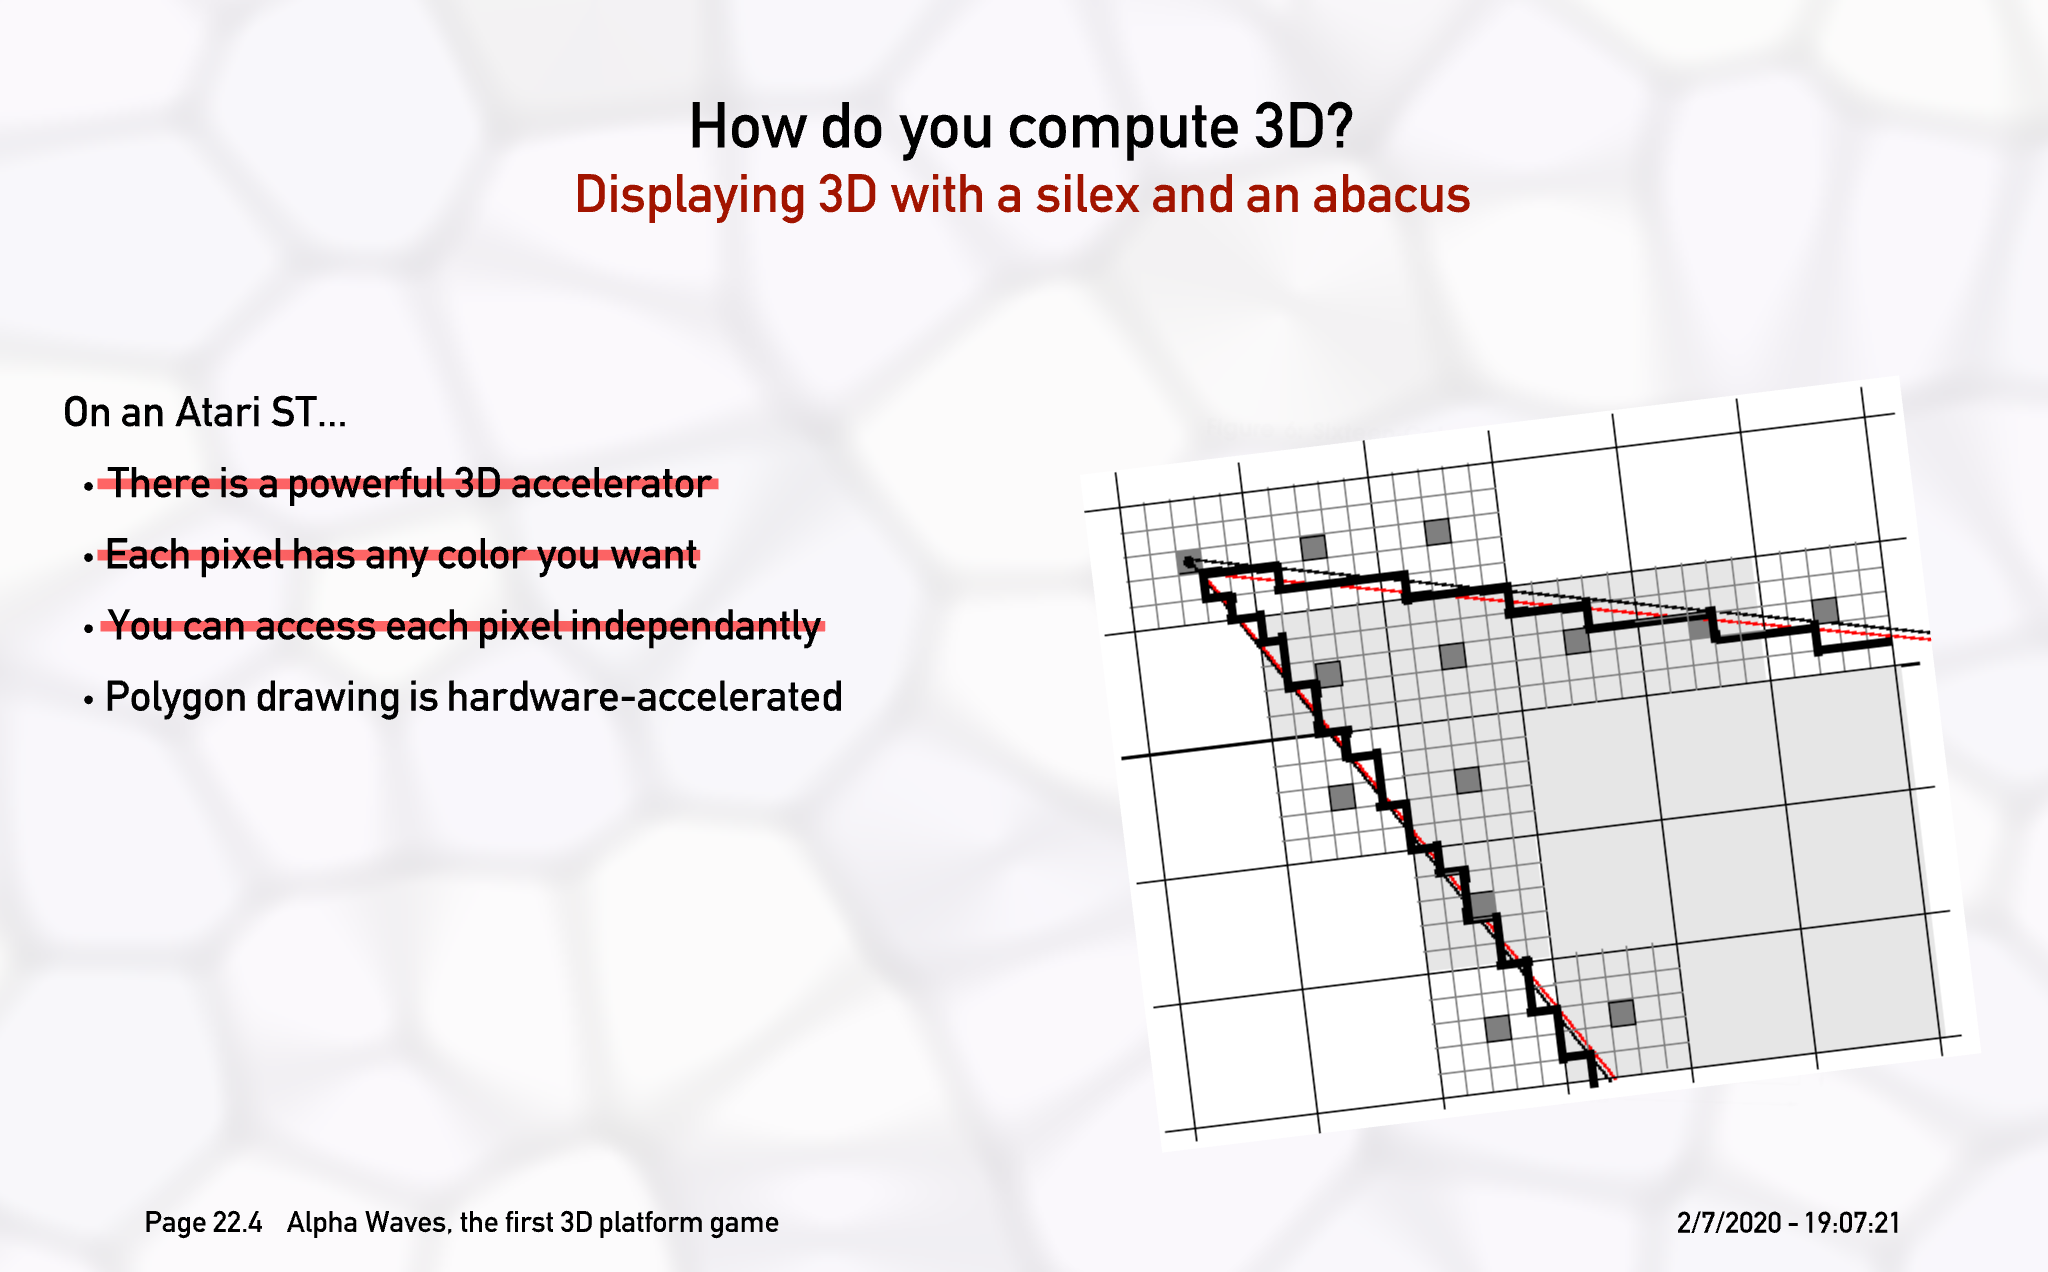 How do you compute 3D?
Displaying 3D with a silex and an abacus
On an Atari ST...
• There is a powerful 3D accelerator
• Each pixel has any color you want
• You can access each pixel independantly
• Polygon drawing is hardware-accelerated
Page 22.4 Alpha Waves, the first 3D platform game
2/7/2020 - 19:07:21